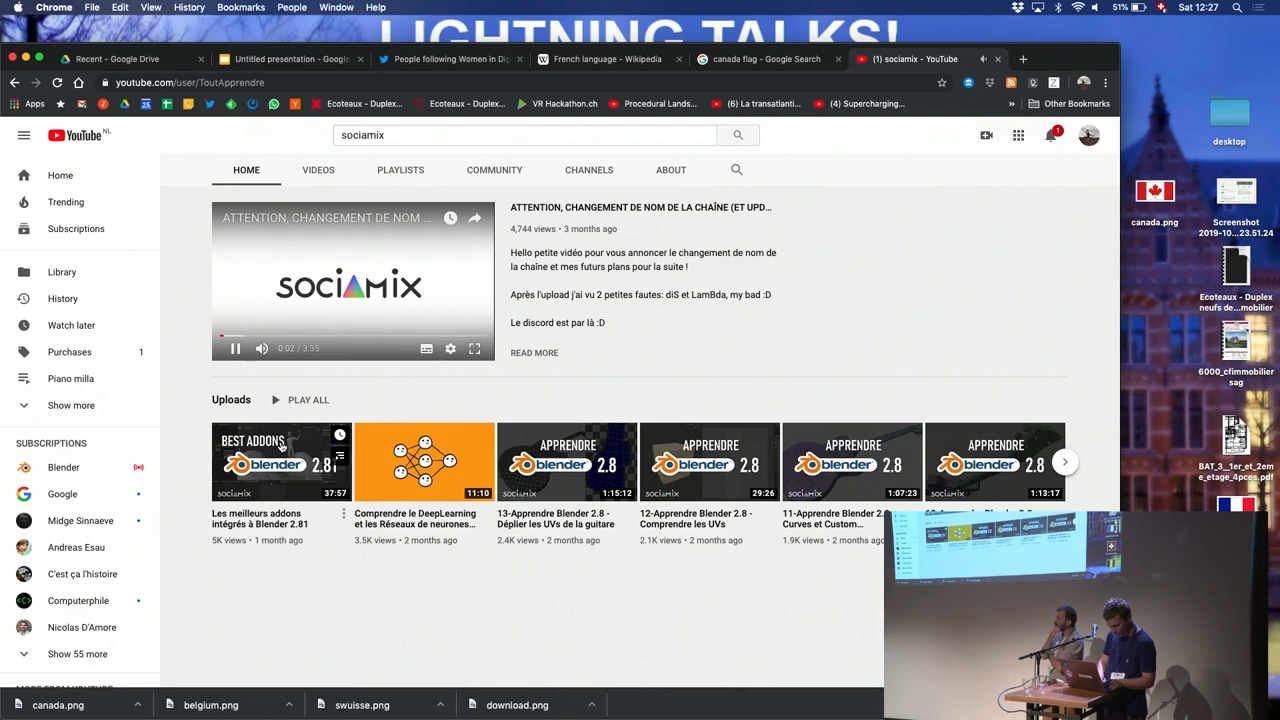 LIGHTNING TALKS!
Chrome File Edit View History Bookmarks People Window Help
51% Sat 12:27
Recent - Google Drive
Untitled presentation - Google
People following Women in Dig
French language - Wikipedia
canada flag - Google Search
(1) sociamix - YouTube
youtube.com/user/ToutApprendre
Apps
Ecoteaux - Duplex...
Ecoteaux - Duplex...
VR Hackathon.ch
Procedural Lands...
(6) La transatlanti...
(4) Supercharging...
» Other Bookmarks
YouTube NL
sociamix
1
HOME VIDEOS PLAYLISTS COMMUNITY CHANNELS ABOUT
Home
Trending
Subscriptions
Library
History
Watch later
Purchases 1
Piano milla
Show more
SUBSCRIPTIONS
Blender
Google
Midge Sinnaeve
Andreas Esau
C'est ça l'histoire
Computerphile
Nicolas D'Amore
Show 55 more
ATTENTION, CHANGEMENT DE NOM ...
SOCIAMIX
0:02 / 3:35
ATTENTION, CHANGEMENT DE NOM DE LA CHAÎNE (ET UPD...
4,744 views • 3 months ago
Hello petite vidéo pour vous annoncer le changement de nom de
la chaîne et mes futurs plans pour la suite !
Après l'upload j'ai vu 2 petites fautes: diS et LamBda, my bad :D
Le discord est par là :D
READ MORE
Uploads PLAY ALL
BEST ADDONS
blender 2.81
SOCIAMIX
37:57
Les meilleurs addons
intégrés à Blender 2.81
5K views • 1 month ago
11:10
Comprendre le DeepLearning
et les Réseaux de neurones...
3.5K views • 2 months ago
APPRENDRE
blender 2.8
SOCIAMIX
1:15:12
13-Apprendre Blender 2.8 -
Déplier les UVs de la guitare
2.4K views • 2 months ago
APPRENDRE
blender 2.8
SOCIAMIX
29:26
12-Apprendre Blender 2.8 -
Comprendre les UVs
2.1K views • 2 months ago
APPRENDRE
blender 2.8
SOCIAMIX
1:07:23
11-Apprendre Blender 2.8 -
Curves et Custom...
1.9K views • 2 months ago
APPRENDRE
blender 2.8
SOCIAMIX
1:13:17
desktop
canada.png
Screenshot
2019-10...23.51.24
Ecoteaux - Duplex
neufs de...mobilier
6000_cfimmobilier
sag
BAT_3__1er_et_2em
e_etage_4pces.pdf
canada.png
belgium.png
swuisse.png
download.png